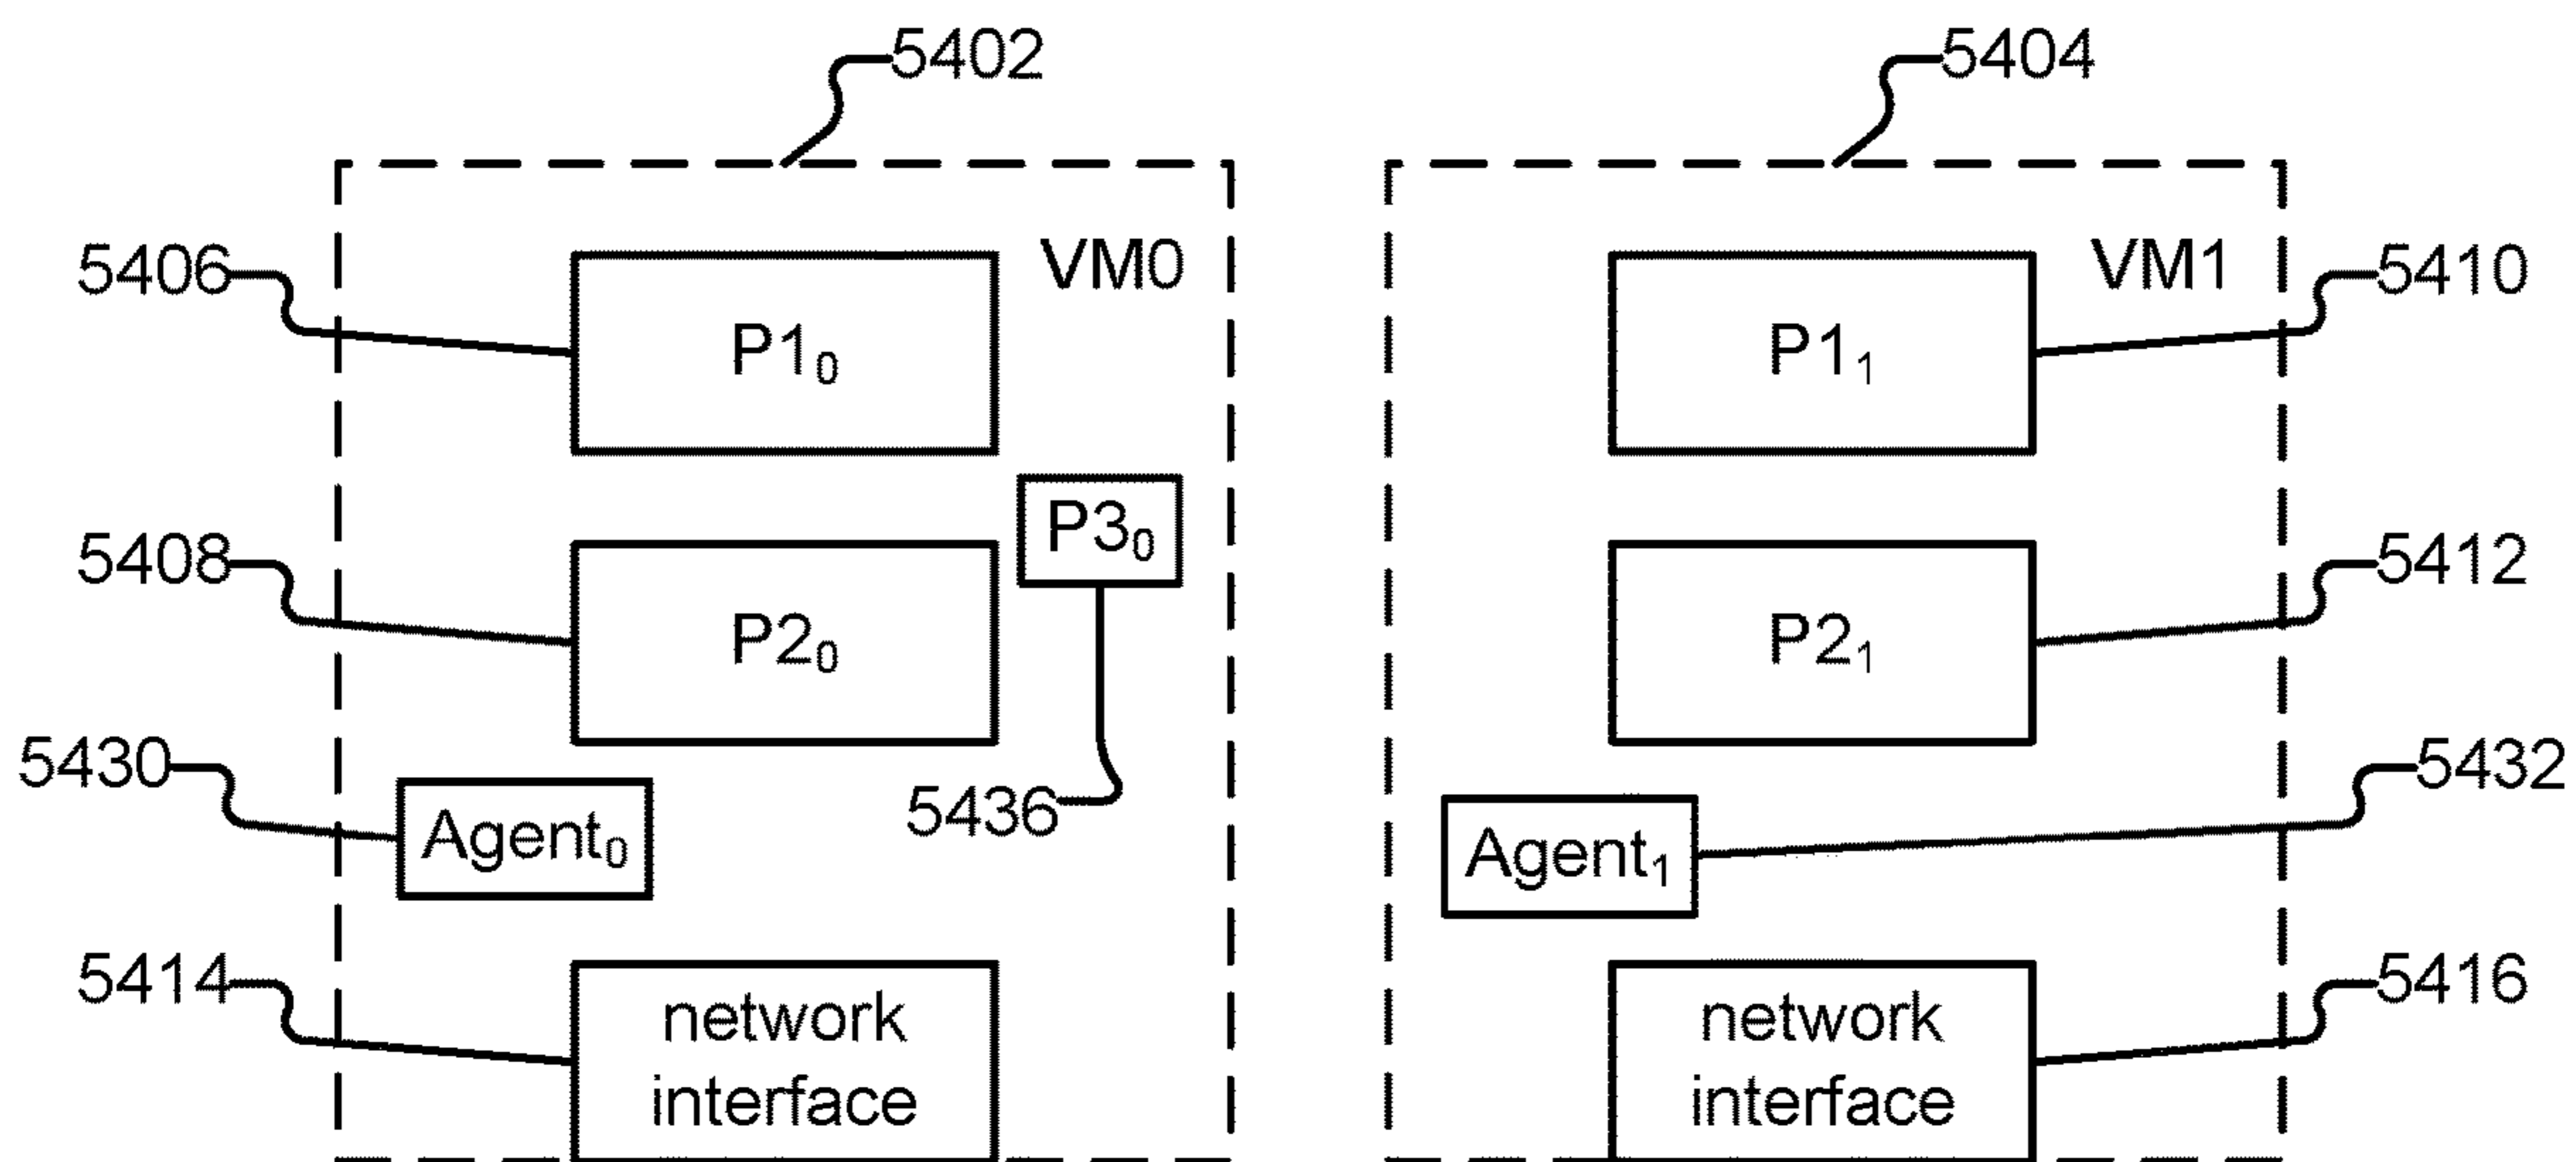 5402
5404
VM0
VM1
5406
P1₀
P1₁
5410
P3₀
5408
P2₀
P2₁
5412
5430
Agent₀
5436
Agent₁
5432
5414
network
interface
network
interface
5416